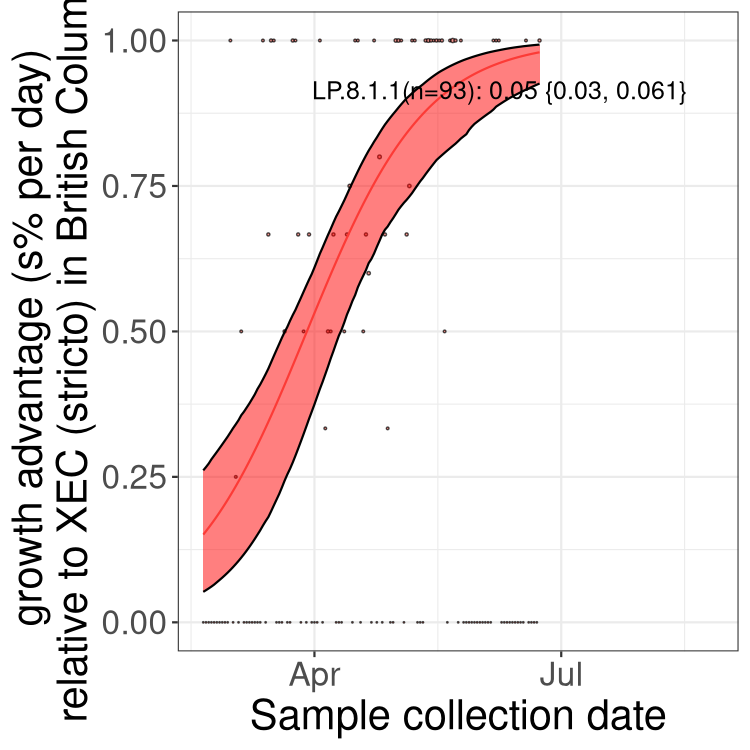 growth advantage (s% per day)
relative to XEC (stricto) in British Colum
1.00
0.75
0.50
0.25
0.00
LP.8.1.1(n=93): 0.05 {0.03, 0.061}
Apr
Jul
Sample collection date